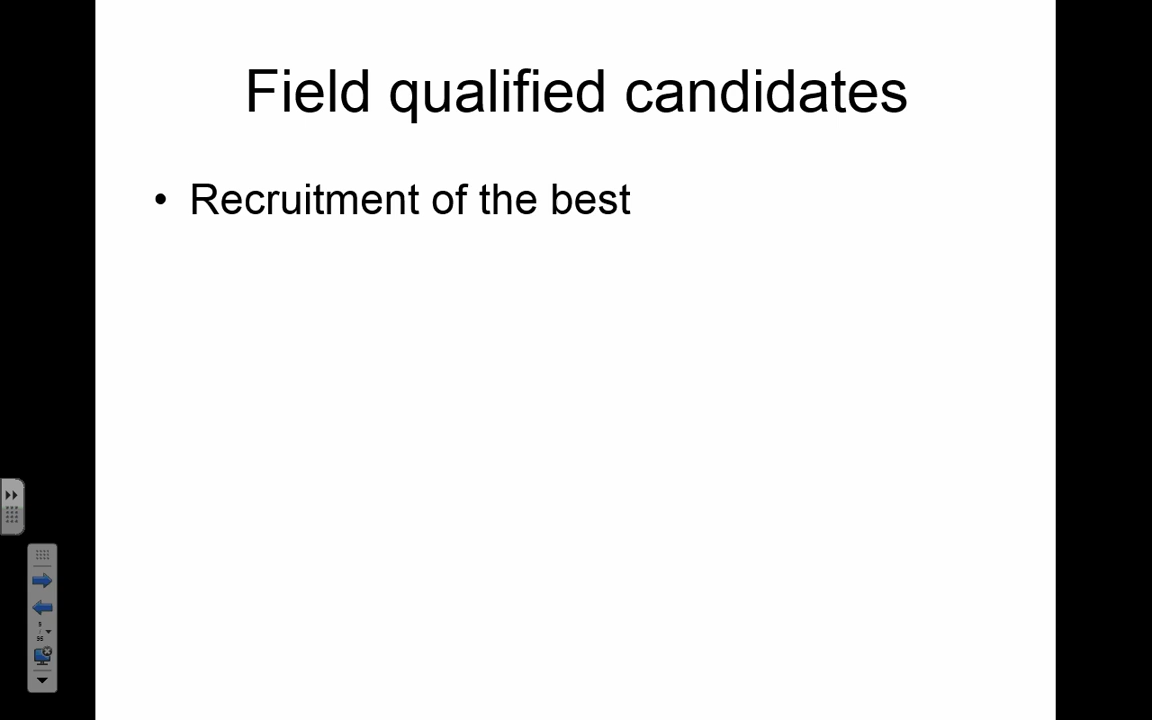 Field qualified candidates
• Recruitment of the best